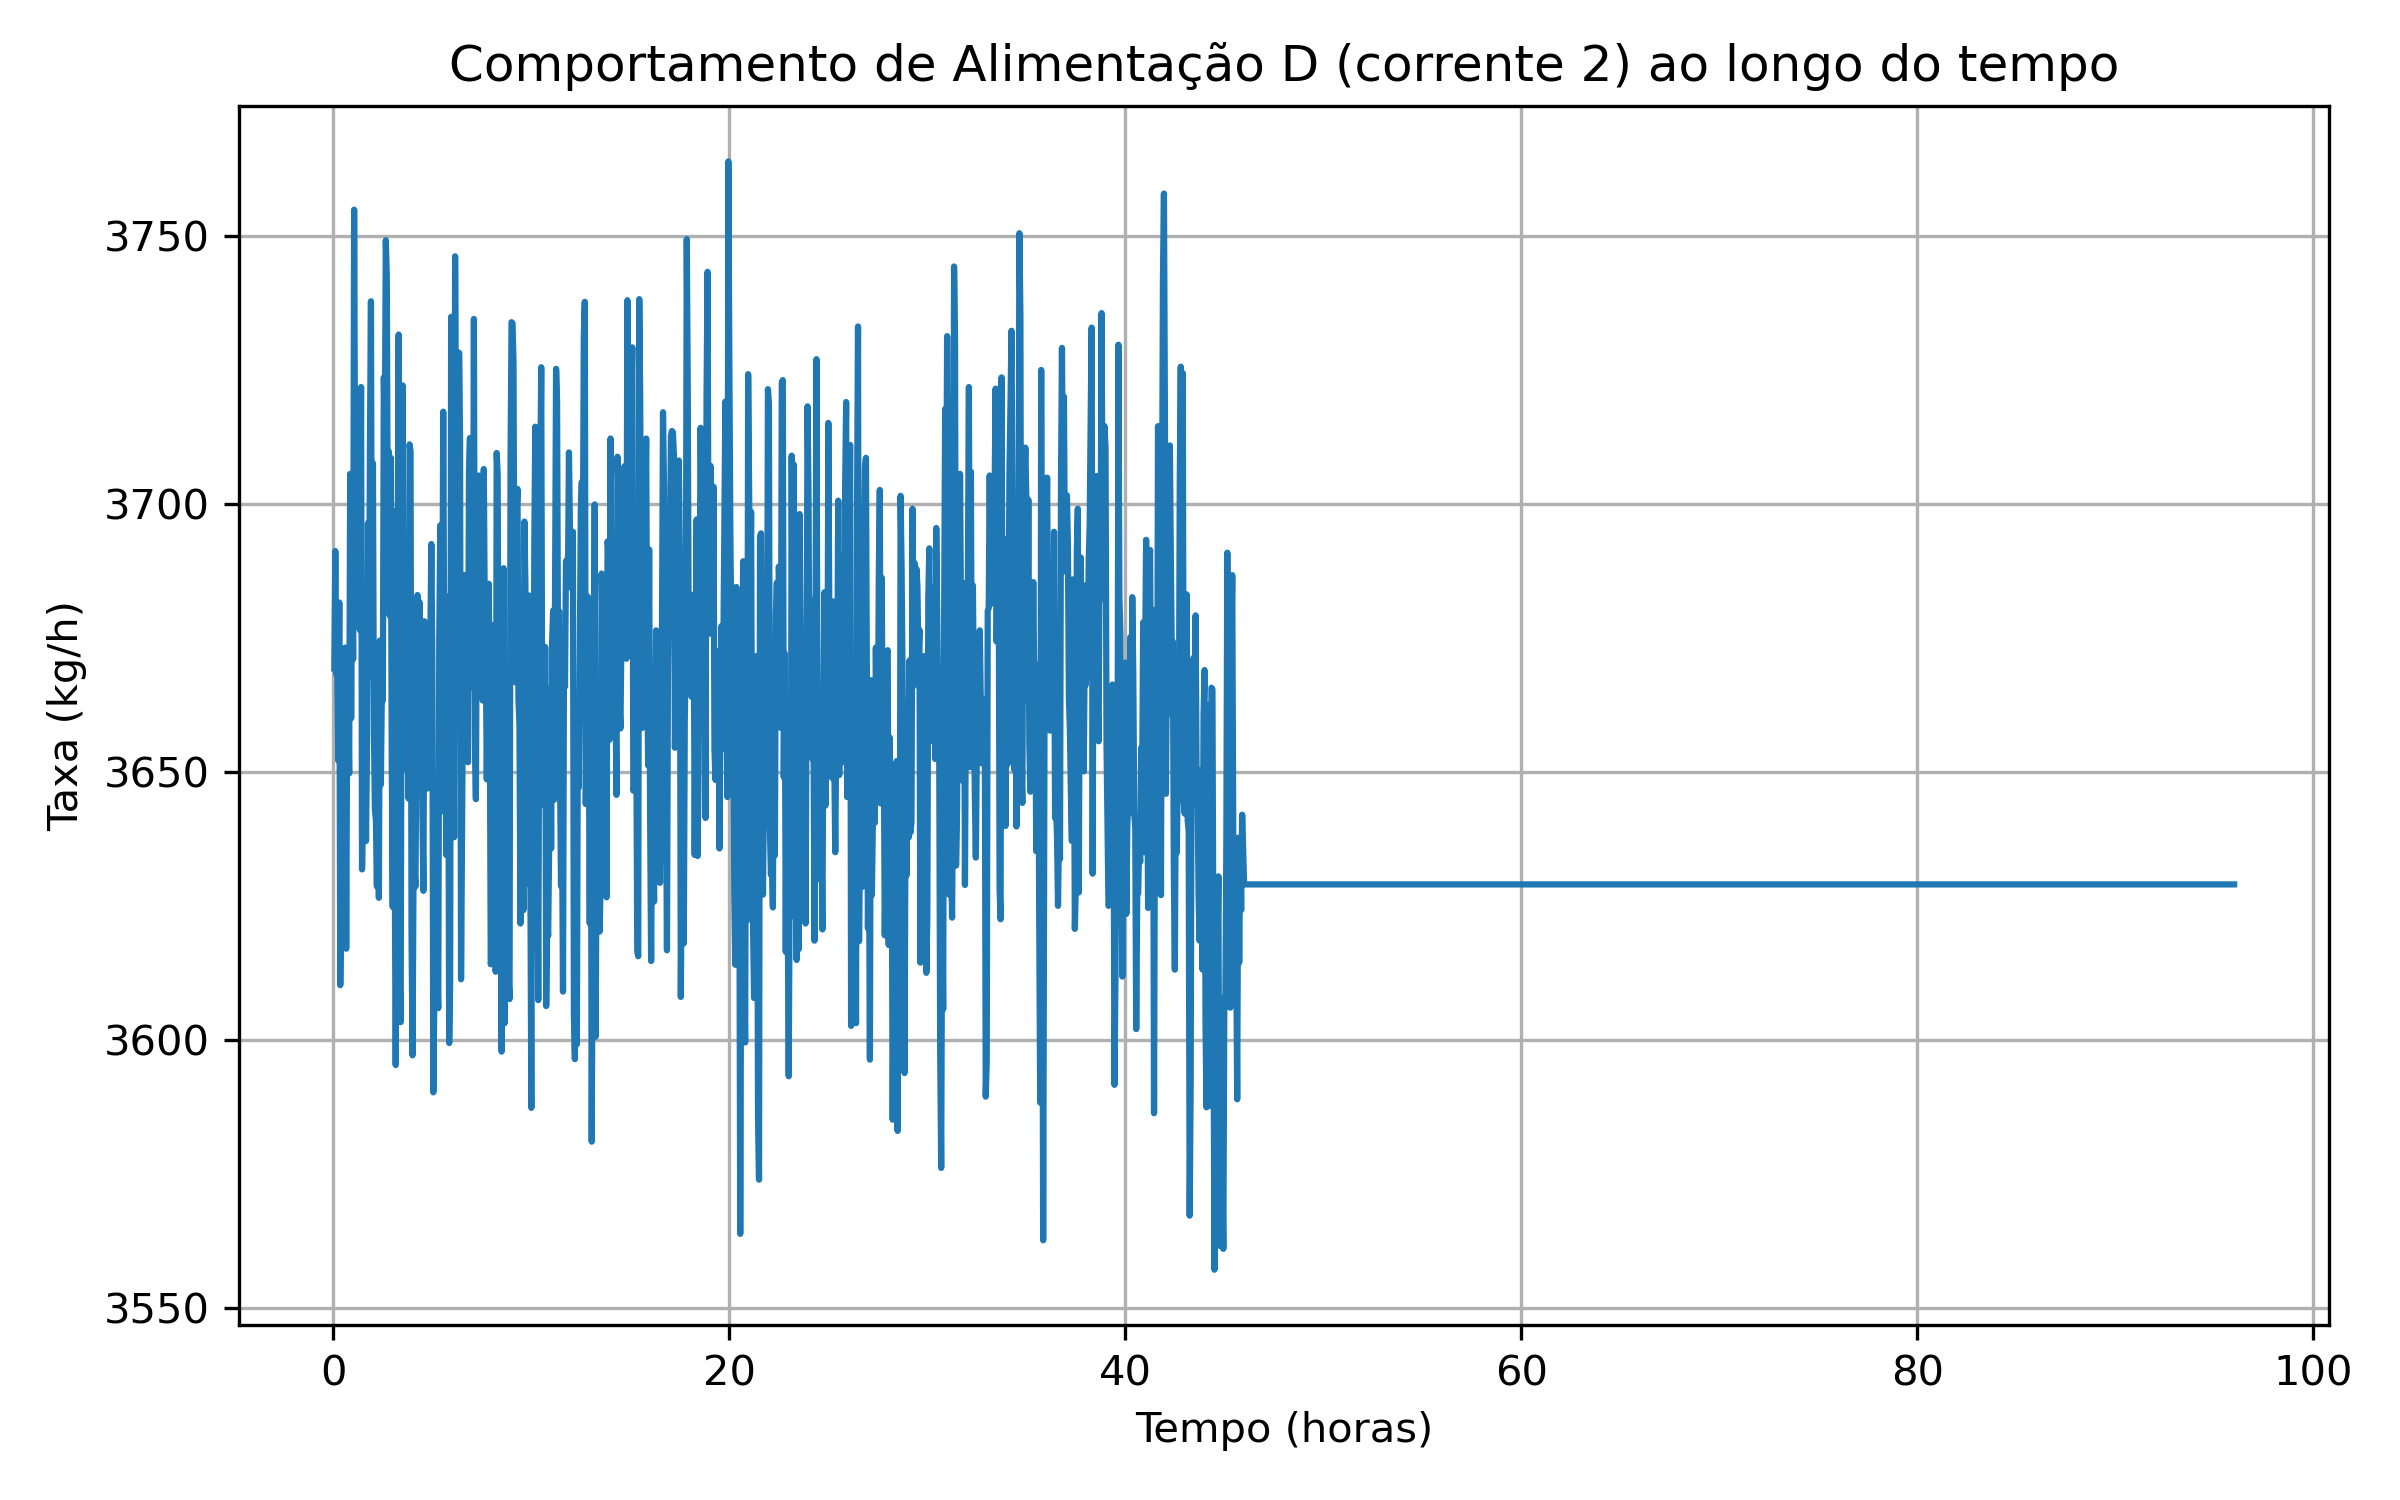 Comportamento de Alimentação D (corrente 2) ao longo do tempo
3750
3700
3650
3600
3550
Taxa (kg/h)
0 20 40 60 80 100
Tempo (horas)